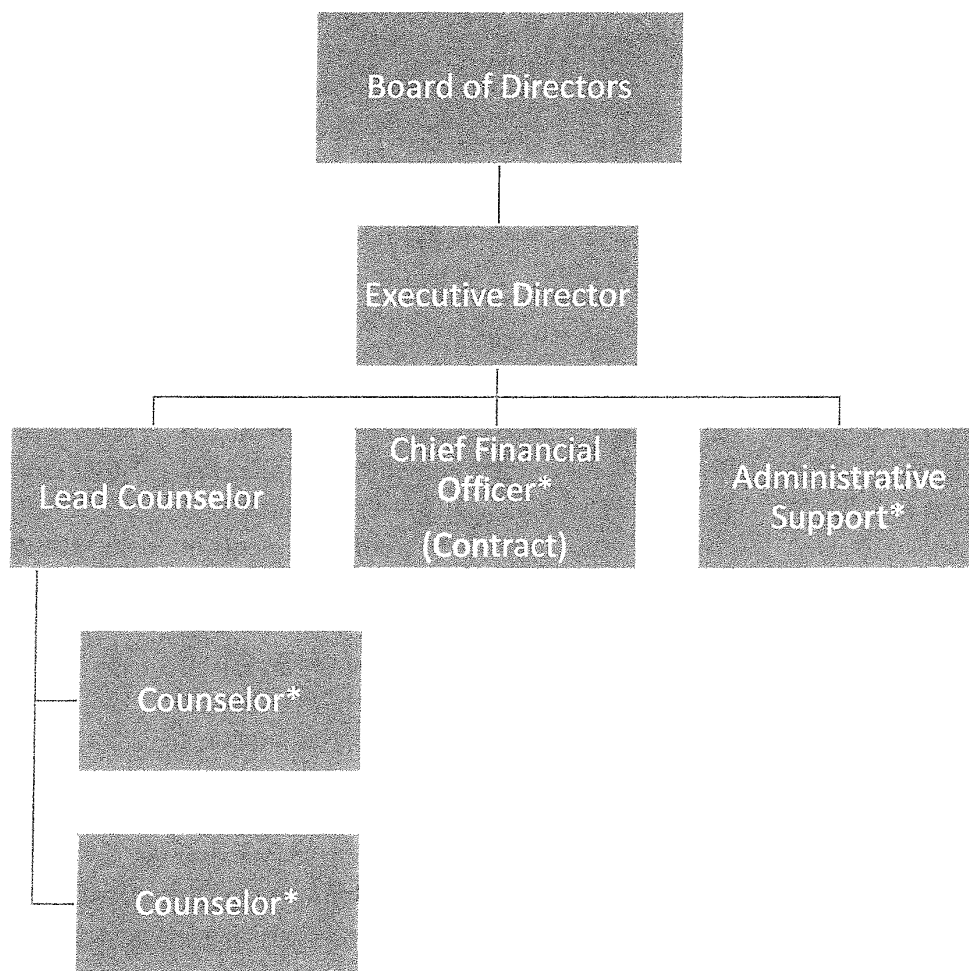 Board of Directors
Executive Director
Lead Counselor
Chief Financial
Officer*
(Contract)
Administrative
Support*
Counselor*
Counselor*